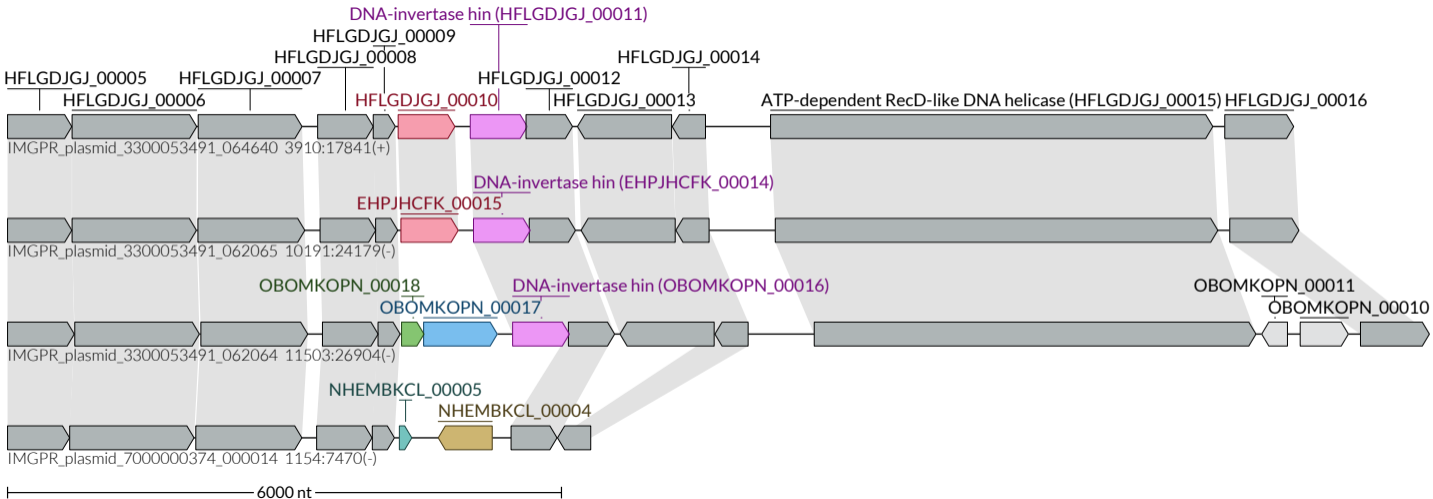 DNA-invertase hin (HFLGDJGJ_00011)
HFLGDJGJ_00009
HFLGDJGJ_00008
HFLGDJGJ_00014
HFLGDJGJ_00005
HFLGDJGJ_00007
HFLGDJGJ_00012
HFLGDJGJ_00006
HFLGDJGJ_00010
HFLGDJGJ_00013
ATP-dependent RecD-like DNA helicase (HFLGDJGJ_00015)
HFLGDJGJ_00016
IMGPR_plasmid_3300053491_064640 3910:17841(+)
DNA-invertase hin (EHPJHCFK_00014)
EHPJHCFK_00015
IMGPR_plasmid_3300053491_062065 10191:24179(-)
OBOMKOPN_00018
DNA-invertase hin (OBOMKOPN_00016)
OBOMKOPN_00011
OBOMKOPN_00017
OBOMKOPN_00010
IMGPR_plasmid_3300053491_062064 11503:26904(-)
NHEMBKCL_00005
NHEMBKCL_00004
IMGPR_plasmid_7000000374_000014 1154:7470(-)
6000 nt